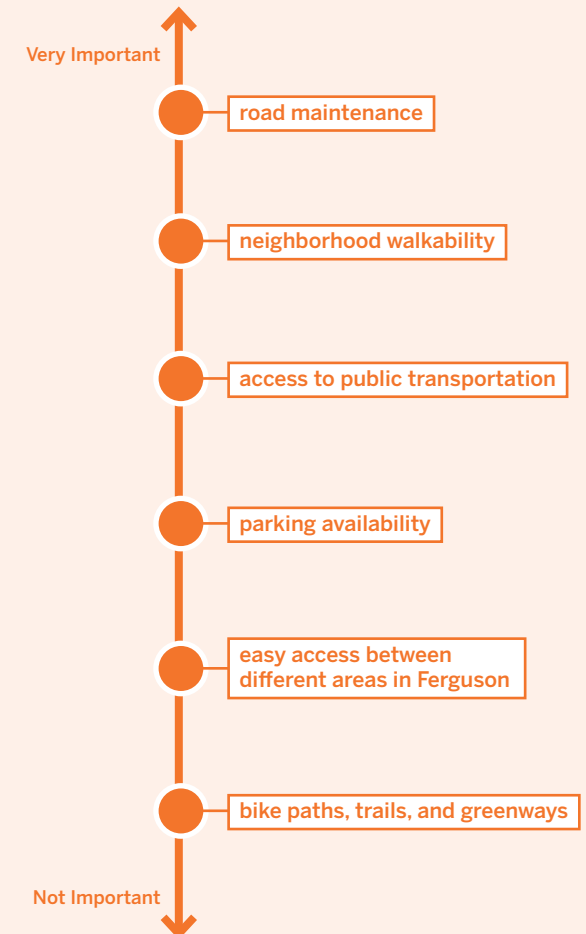 Very Important
road maintenance
neighborhood walkability
access to public transportation
parking availability
easy access between
different areas in Ferguson
bike paths, trails, and greenways
Not Important